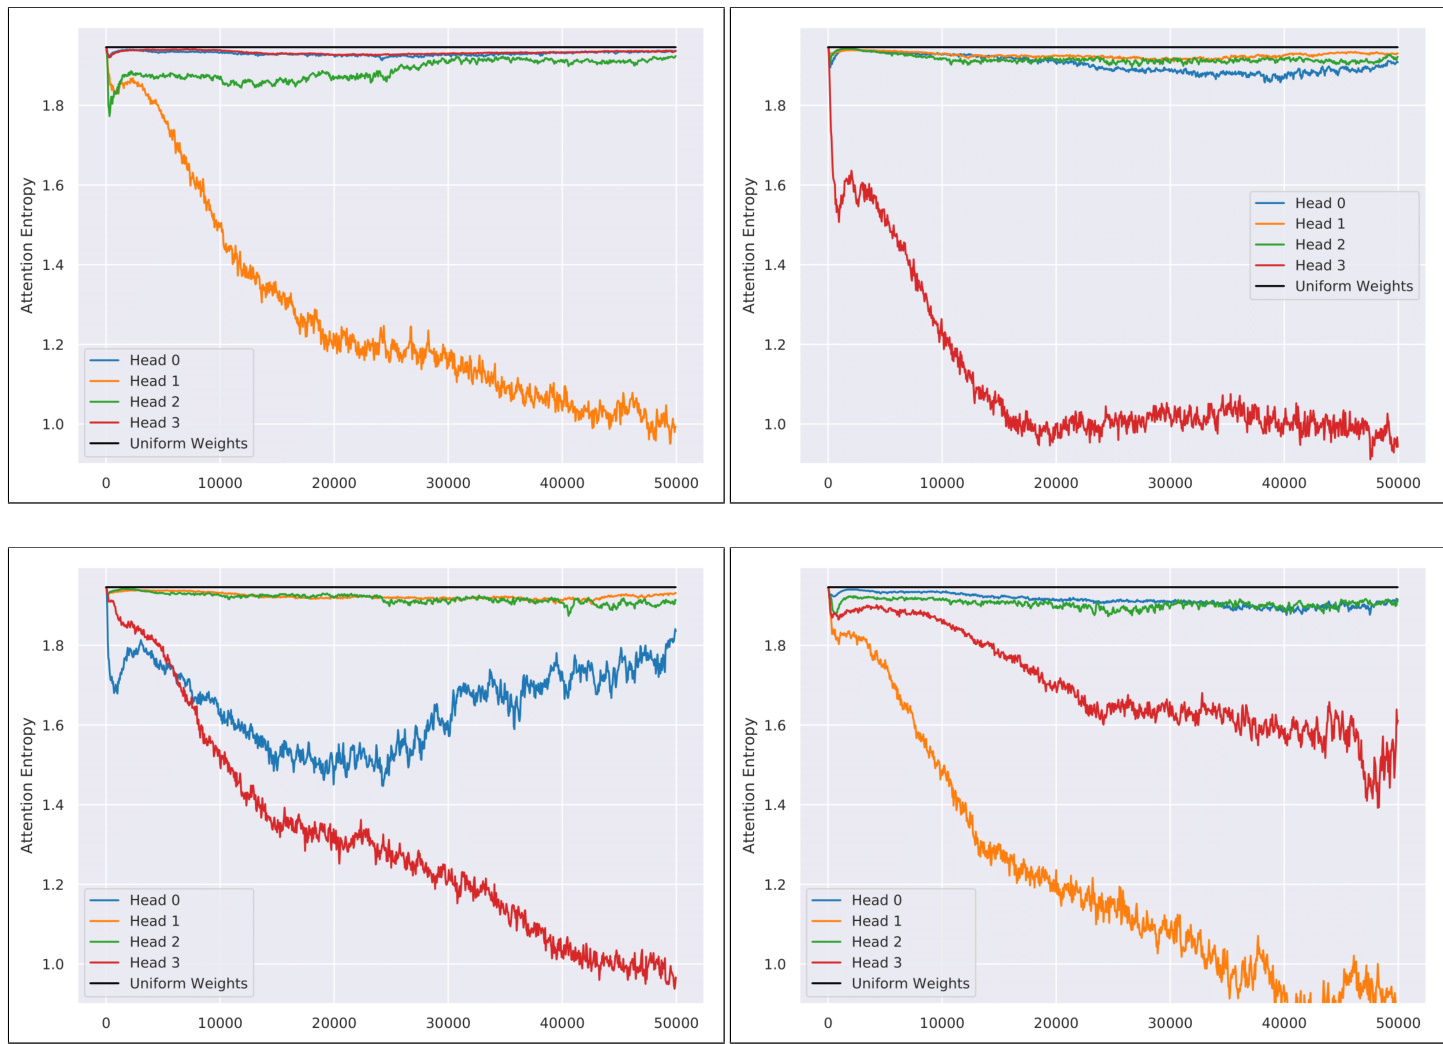 1.8
1.6
1.4
1.2
1.0
Attention Entropy
Head 0
Head 1
Head 2
Head 3
Uniform Weights
0 10000 20000 30000 40000 50000
1.8
1.6
1.4
1.2
1.0
Attention Entropy
Head 0
Head 1
Head 2
Head 3
Uniform Weights
0 10000 20000 30000 40000 50000
1.8
1.6
1.4
1.2
1.0
Attention Entropy
Head 0
Head 1
Head 2
Head 3
Uniform Weights
0 10000 20000 30000 40000 50000
1.8
1.6
1.4
1.2
1.0
Attention Entropy
Head 0
Head 1
Head 2
Head 3
Uniform Weights
0 10000 20000 30000 40000 50000